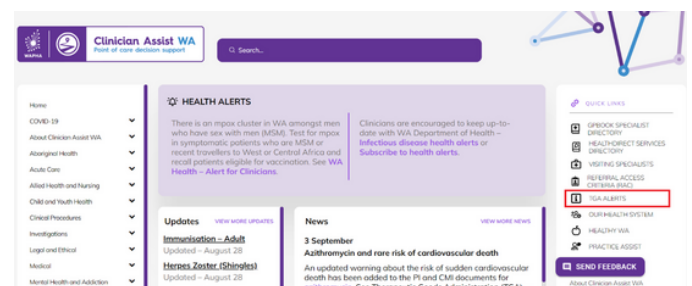 WAPHA
Clinician Assist WA
Point of care decision support
Search...
Home
COVID-19
About Clinician Assist WA
Aboriginal Health
Acute Care
Allied Health and Nursing
Child and Youth Health
Clinical Procedures
Investigations
Legal and Ethical
Medical
Mental Health and Addiction
HEALTH ALERTS
There is an mpox cluster in WA amongst men
who have sex with men (MSM). Test for mpox
in symptomatic patients who are MSM or
recent travellers to West or Central Africa and
recall patients eligible for vaccination. See WA
Health – Alert for Clinicians.
Clinicians are encouraged to keep up-to-
date with WA Department of Health –
Infectious disease health alerts or
Subscribe to health alerts.
Updates VIEW MORE UPDATES
Immunisation – Adult
Updated – August 28
Herpes Zoster (Shingles)
Updated – August 28
News VIEW MORE NEWS
3 September
Azithromycin and rare risk of cardiovascular death
An updated warning about the risk of sudden cardiovascular
death has been added to the PI and CMI documents for
QUICK LINKS
GPBOOK SPECIALIST
DIRECTORY
HEALTHDIRECT SERVICES
DIRECTORY
VISITING SPECIALISTS
REFERRAL ACCESS
CRITERIA (RAC)
TGA ALERTS
OUR HEALTH SYSTEM
HEALTHY WA
PRACTICE ASSIST
SEND FEEDBACK
About Clinician Assist WA